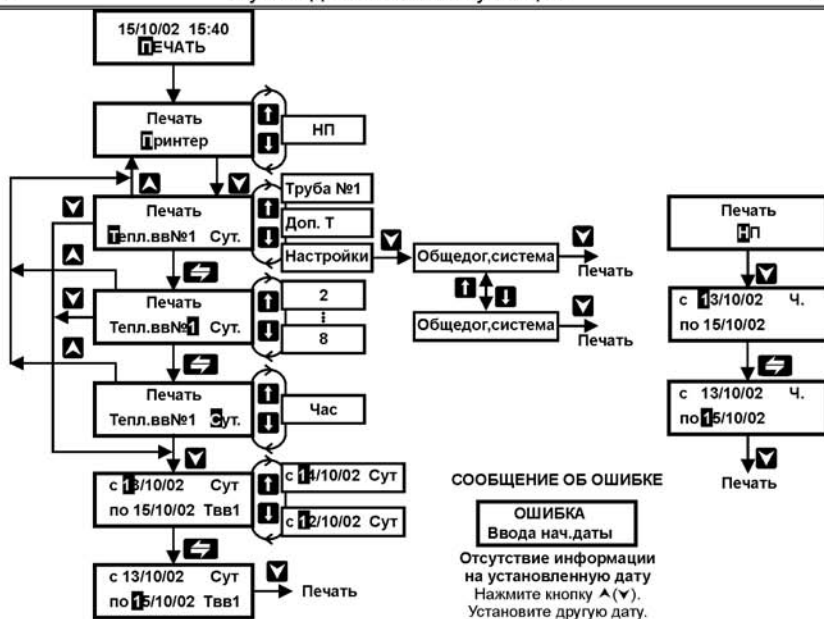 15/10/02 15:40
ПЕЧАТЬ
Печать
Принтер
НП
Печать
Тепл.вв№1 Сут.
Труба №1
Доп. Т
Настройки
Общедог,система
Печать
Общедог,система
Печать
Печать
Тепл.вв№1 Сут.
2
8
Печать
Тепл.вв№1 Сут.
Час
с 13/10/02 Сут
по 15/10/02 Твв1
с 14/10/02 Сут
с 12/10/02 Сут
с 13/10/02 Сут
по 15/10/02 Твв1
Печать
Печать
НП
с 13/10/02 Ч.
по 15/10/02
с 13/10/02 Ч.
по 15/10/02
Печать
СООБЩЕНИЕ ОБ ОШИБКЕ
ОШИБКА
Ввода нач.даты
Отсутствие информации
на установленную дату
Нажмите кнопку ⮝(⮟).
Установите другую дату.